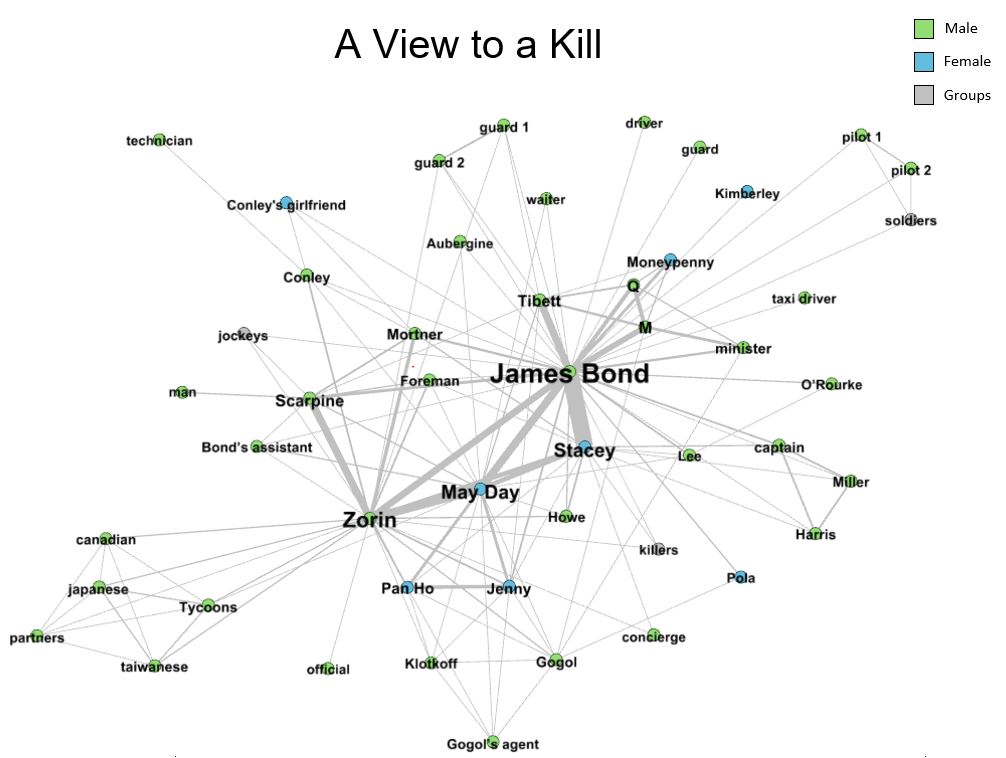 A View to a Kill
Male
Female
Groups
technician
guard 1
driver
guard 2
guard
pilot 1
pilot 2
Conley's girlfriend
waiter
Kimberley
soldiers
Aubergine
Moneypenny
Conley
Q
Tibett
taxi driver
M
jockeys
Mortner
minister
James Bond
Foreman
O'Rourke
man
Scarpine
Bond's assistant
Stacey
Lee
captain
Miller
May Day
Zorin
Howe
Harris
canadian
killers
japanese
Pan Ho
Jenny
Pola
Tycoons
partners
concierge
taiwanese
official
Klotkoff
Gogol
Gogol's agent